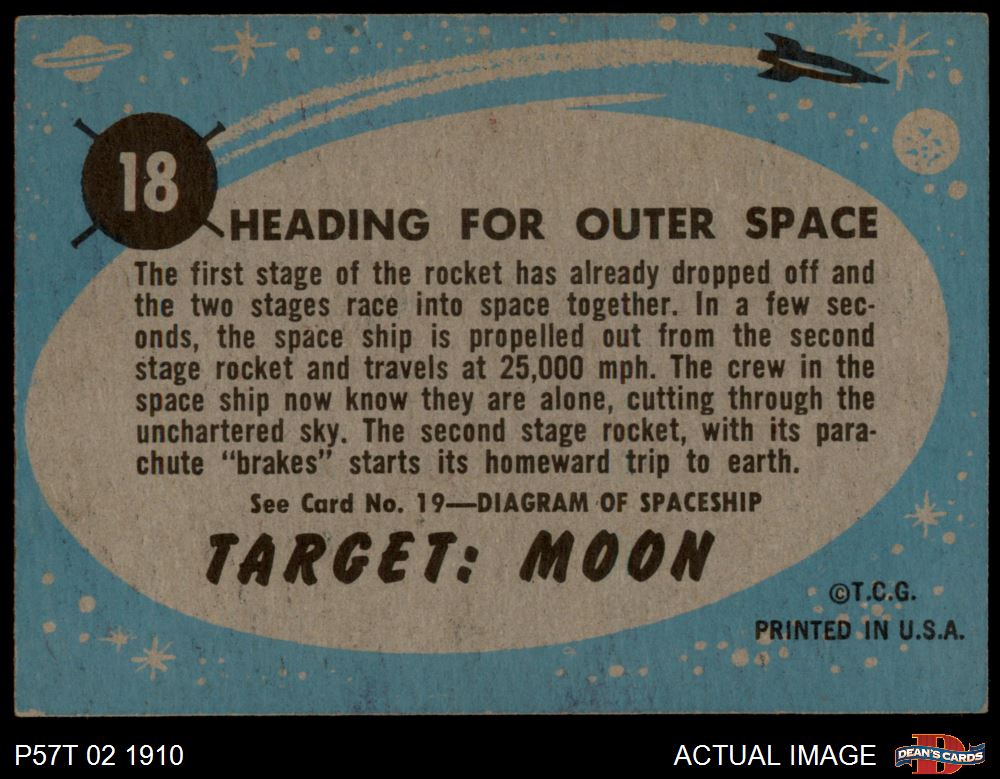 18
HEADING FOR OUTER SPACE
The first stage of the rocket has already dropped off and
the two stages race into space together. In a few sec-
onds, the space ship is propelled out from the second
stage rocket and travels at 25,000 mph. The crew in the
space ship now know they are alone, cutting through the
unchartered sky. The second stage rocket, with its para-
chute "brakes" starts its homeward trip to earth.
See Card No. 19—DIAGRAM OF SPACESHIP
TARGET: MOON
©T.C.G.
PRINTED IN U.S.A.
P57T 02 1910
ACTUAL IMAGE
DEAN'S CARDS